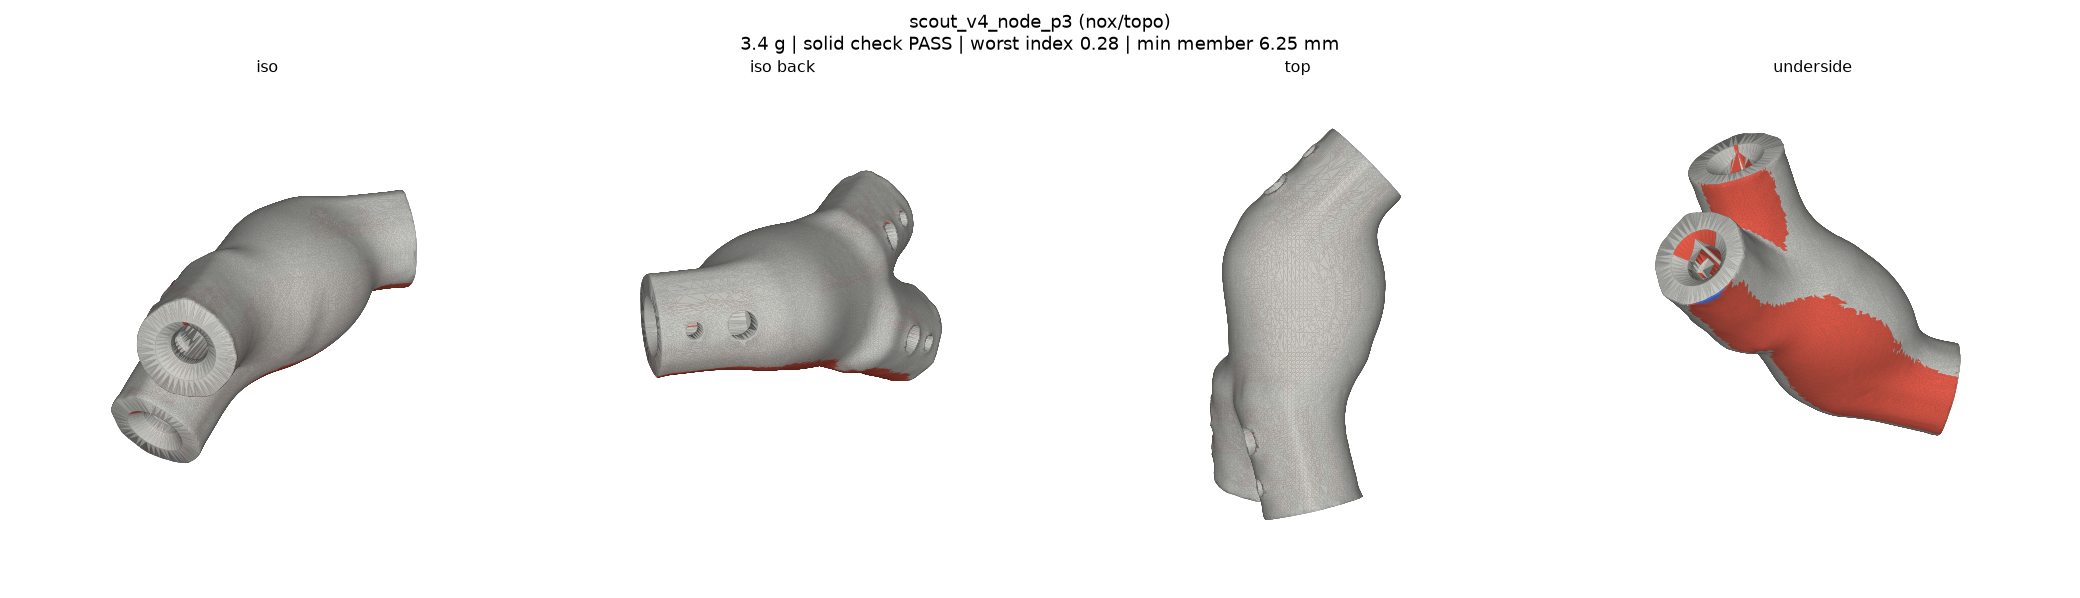 scout_v4_node_p3 (nox/topo)
3.4 g | solid check PASS | worst index 0.28 | min member 6.25 mm
iso
iso back
top
underside